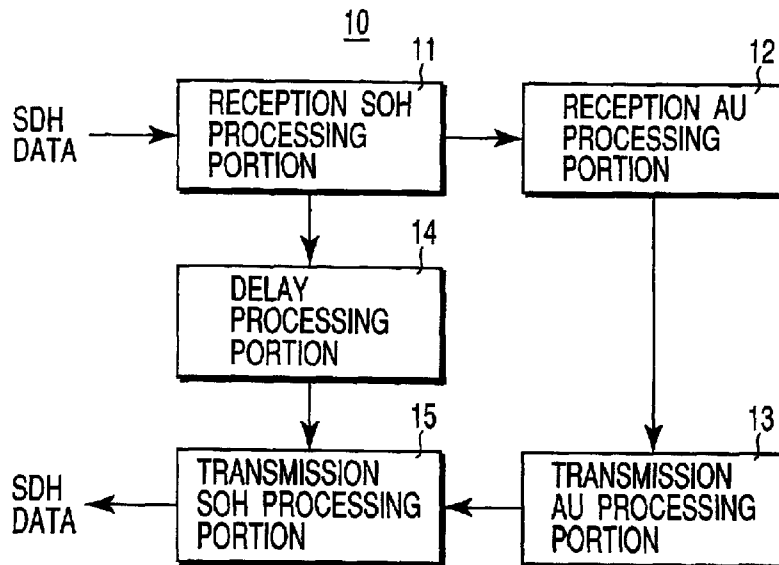 10
11
12
SDH
DATA
RECEPTION SOH
PROCESSING
PORTION
RECEPTION AU
PROCESSING
PORTION
14
DELAY
PROCESSING
PORTION
15
13
SDH
DATA
TRANSMISSION
SOH PROCESSING
PORTION
TRANSMISSION
AU PROCESSING
PORTION